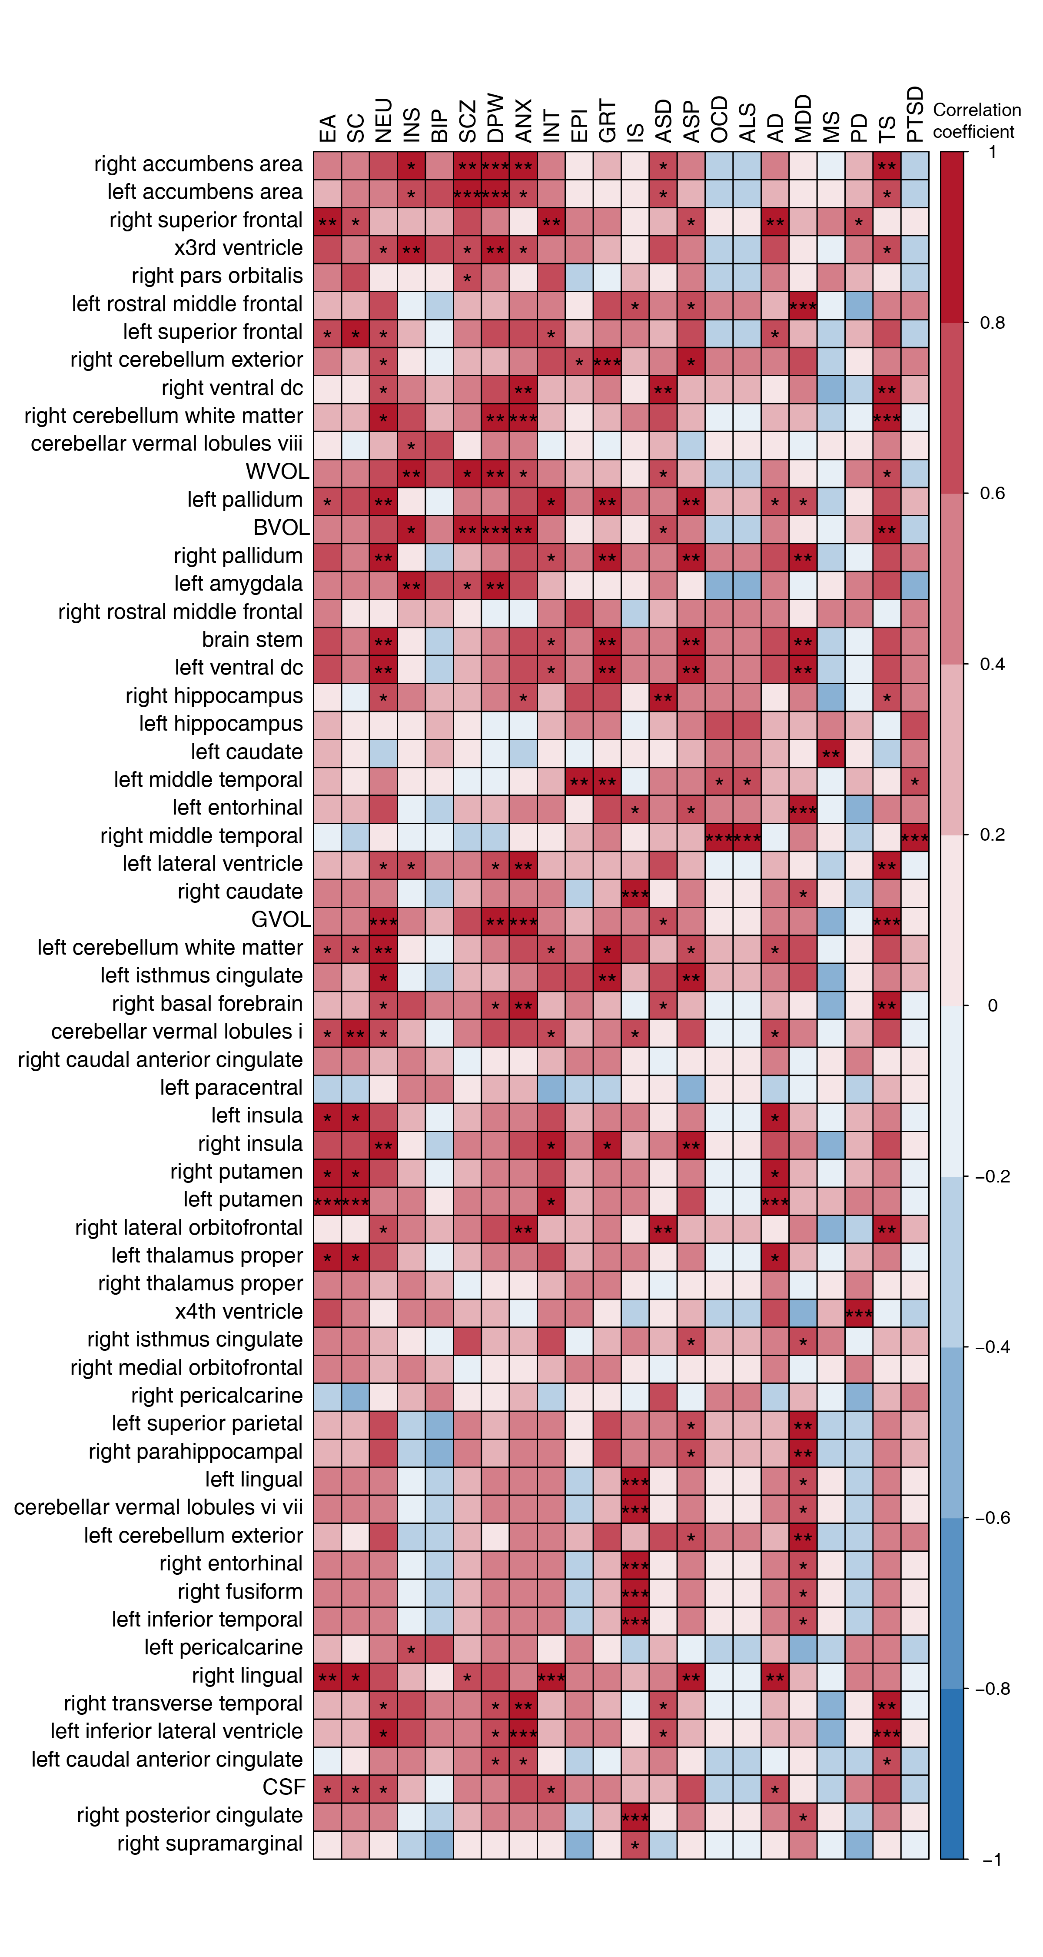 EA SC NEU INS BIP SCZ DPW ANX INT EPI GRT IS ASD ASP OCD ALS AD MDD MS PD TS PTSD
Correlation
coefficient
right accumbens area * ** *** ** * **
left accumbens area * *** *** * * *
right superior frontal ** * ** * ** *
x3rd ventricle * ** * ** * *
right pars orbitalis *
left rostral middle frontal * * ***
left superior frontal * * * * *
right cerebellum exterior * * *** *
right ventral dc * ** ** **
right cerebellum white matter * ** *** ***
cerebellar vermal lobules viii *
WVOL ** * ** * * *
left pallidum * ** * ** ** * *
BVOL * ** *** ** * **
right pallidum ** * ** ** **
left amygdala ** * **
right rostral middle frontal
brain stem ** * ** ** **
left ventral dc ** * ** ** **
right hippocampus * * ** *
left hippocampus
left caudate **
left middle temporal ** ** * * *
left entorhinal * * ***
right middle temporal *** *** ***
left lateral ventricle * * * ** **
right caudate *** *
GVOL *** ** *** * ***
left cerebellum white matter * * ** * * * *
left isthmus cingulate * ** **
right basal forebrain * * ** * **
cerebellar vermal lobules i * ** * * * *
right caudal anterior cingulate
left paracentral
left insula * * *
right insula ** * * **
right putamen * * *
left putamen *** *** * ***
right lateral orbitofrontal * ** ** **
left thalamus proper * * *
right thalamus proper
x4th ventricle ***
right isthmus cingulate * *
right medial orbitofrontal
right pericalcarine
left superior parietal * **
right parahippocampal * **
left lingual *** *
cerebellar vermal lobules vi vii *** *
left cerebellum exterior * **
right entorhinal *** *
right fusiform *** *
left inferior temporal *** *
left pericalcarine *
right lingual ** * * *** ** **
right transverse temporal * * ** * **
left inferior lateral ventricle * * *** * ***
left caudal anterior cingulate * * *
CSF * * * * *
right posterior cingulate *** *
right supramarginal *
1
0.8
0.6
0.4
0.2
0
−0.2
−0.4
−0.6
−0.8
−1